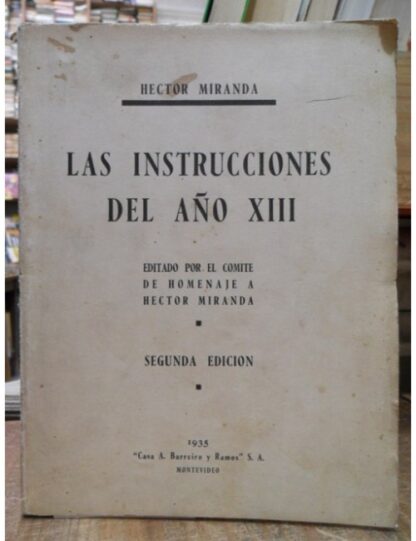 HECTOR MIRANDA
LAS INSTRUCCIONES
DEL AÑO XIII
EDITADO POR EL COMITE
DE HOMENAJE A
HECTOR MIRANDA
SEGUNDA EDICION
1935
"Casa A. Barreiro y Ramos" S. A.
MONTEVIDEO